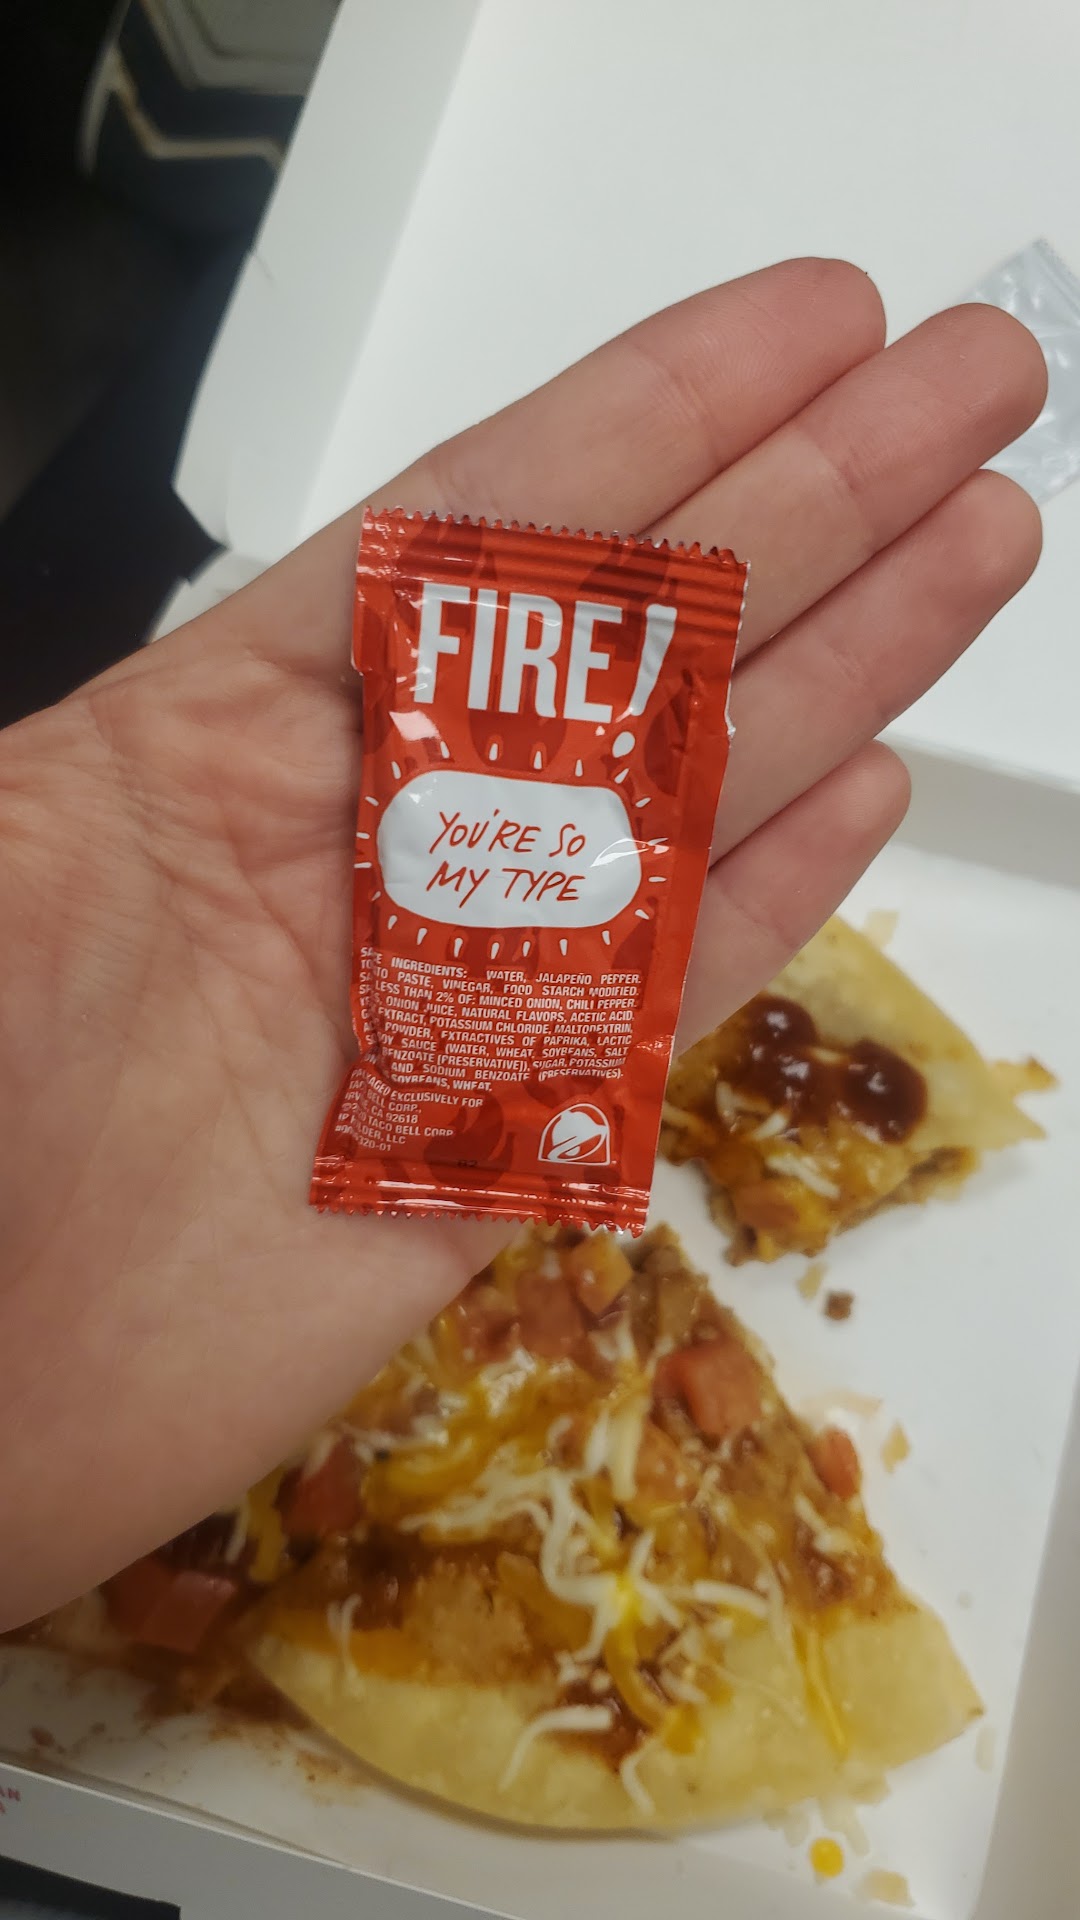 FIRE!
YOU'RE SO
MY TYPE
INGREDIENTS: WATER, JALAPEÑO PEPPER,
PASTE, VINEGAR, FOOD STARCH MODIFIED,
LESS THAN 2% OF: MINCED ONION, CHILI PEPPER,
ONION JUICE, NATURAL FLAVORS, ACETIC ACID,
EXTRACT, POTASSIUM CHLORIDE, MALTODEXTRIN,
POWDER, EXTRACTIVES OF PAPRIKA, LACTIC
SOY SAUCE (WATER, WHEAT, SOYBEANS, SALT,
BENZOATE (PRESERVATIVE)), SUGAR, POTASSIUM
AND SODIUM BENZOATE (PRESERVATIVES).
SOYBEANS, WHEAT.
EXCLUSIVELY FOR
BELL CORP.,
CA 92618
TACO BELL CORP.
LLC